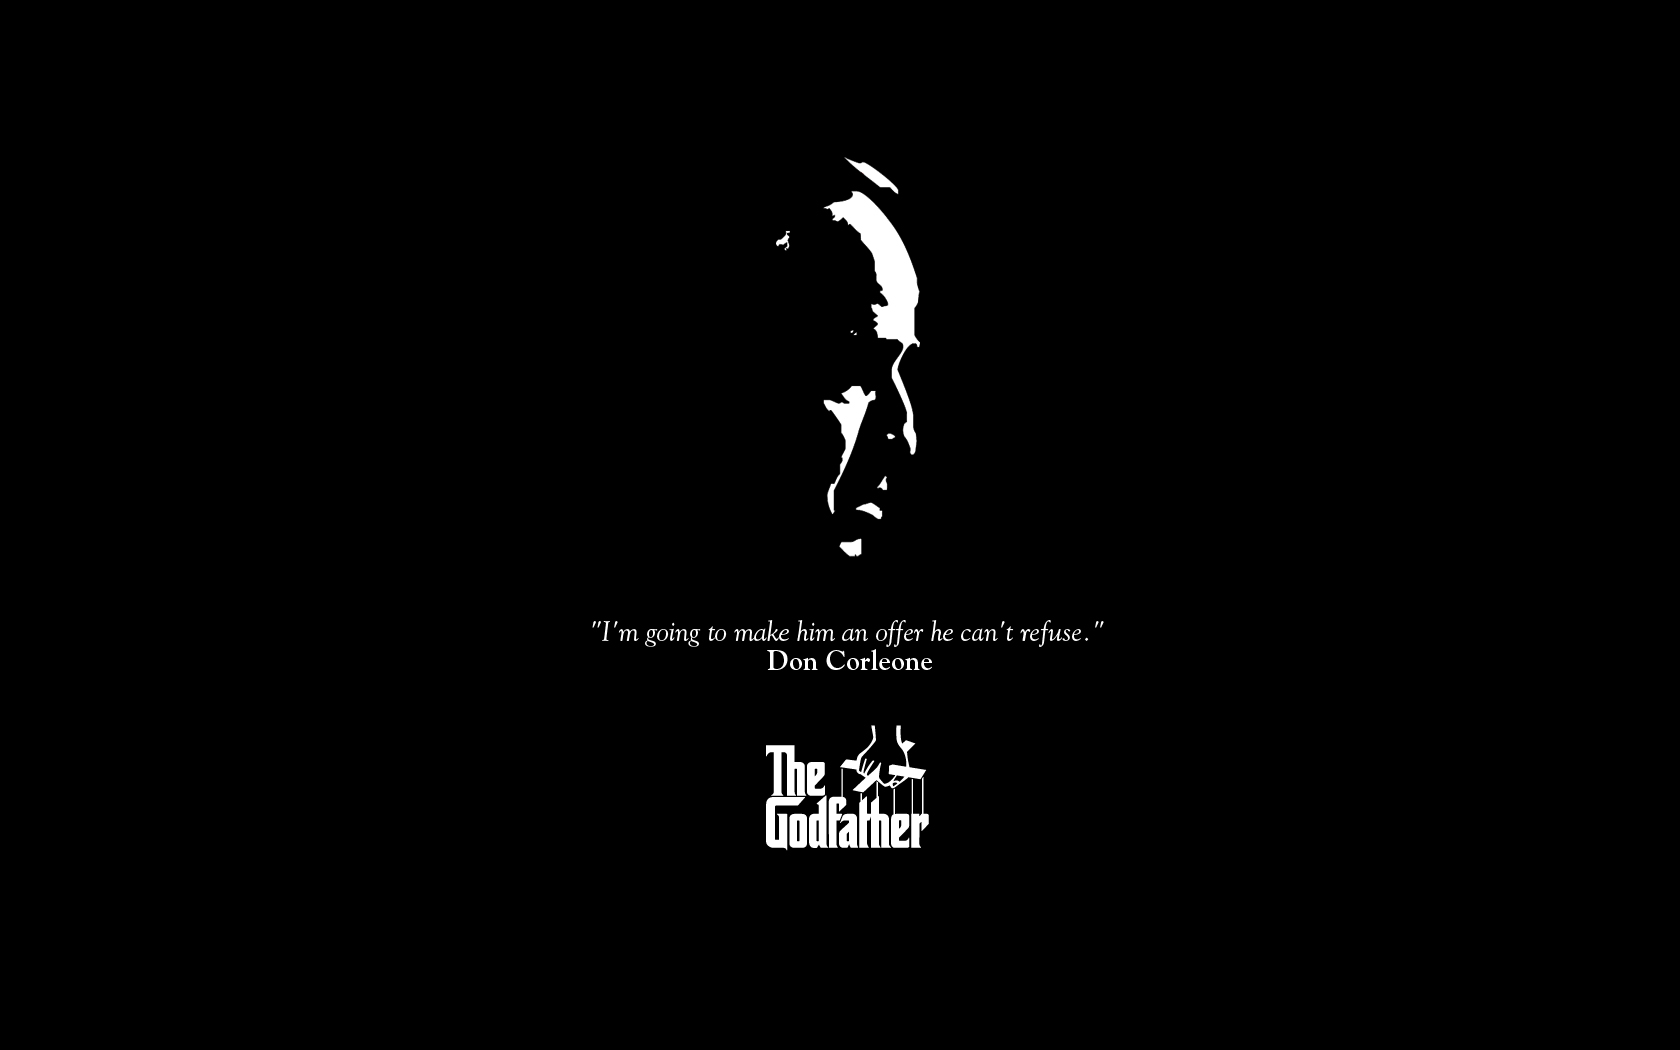 "I'm going to make him an offer he can't refuse."
Don Corleone
The
Godfather